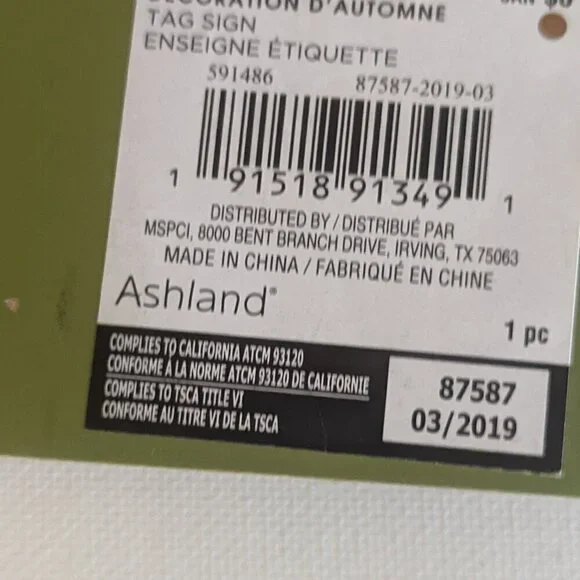 DECORATION D'AUTOMNE
TAG SIGN
ENSEIGNE ÉTIQUETTE
591486 87587-2019-03
1 91518 91349 1
DISTRIBUTED BY / DISTRIBUÉ PAR
MSPCI, 8000 BENT BRANCH DRIVE, IRVING, TX 75063
MADE IN CHINA / FABRIQUÉ EN CHINE
Ashland®
1 pc
COMPLIES TO CALIFORNIA ATCM 93120
CONFORME A LA NORME ATCM 93120 DE CALIFORNIE
COMPLIES TO TSCA TITLE VI
CONFORME AU TITRE VI DE LA TSCA
87587
03/2019